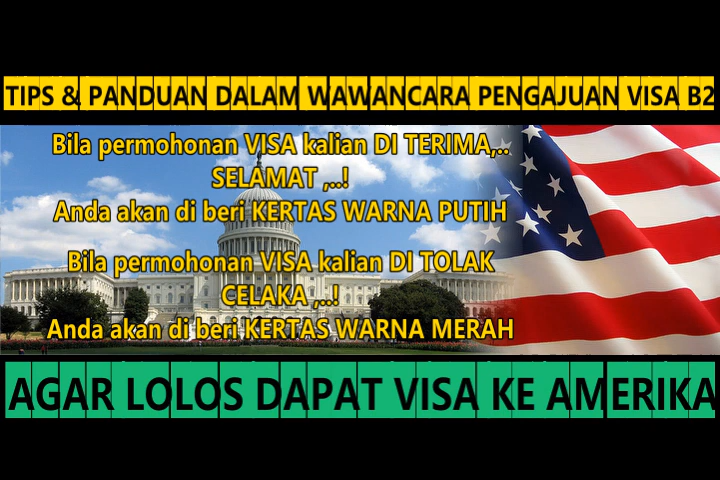 TIPS & PANDUAN DALAM WAWANCARA PENGAJUAN VISA B2
Bila permohonan VISA kalian DI TERIMA,..
SELAMAT ,..!
Anda akan di beri KERTAS WARNA PUTIH
Bila permohonan VISA kalian DI TOLAK
CELAKA ,..!
Anda akan di beri KERTAS WARNA MERAH
AGAR LOLOS DAPAT VISA KE AMERIKA